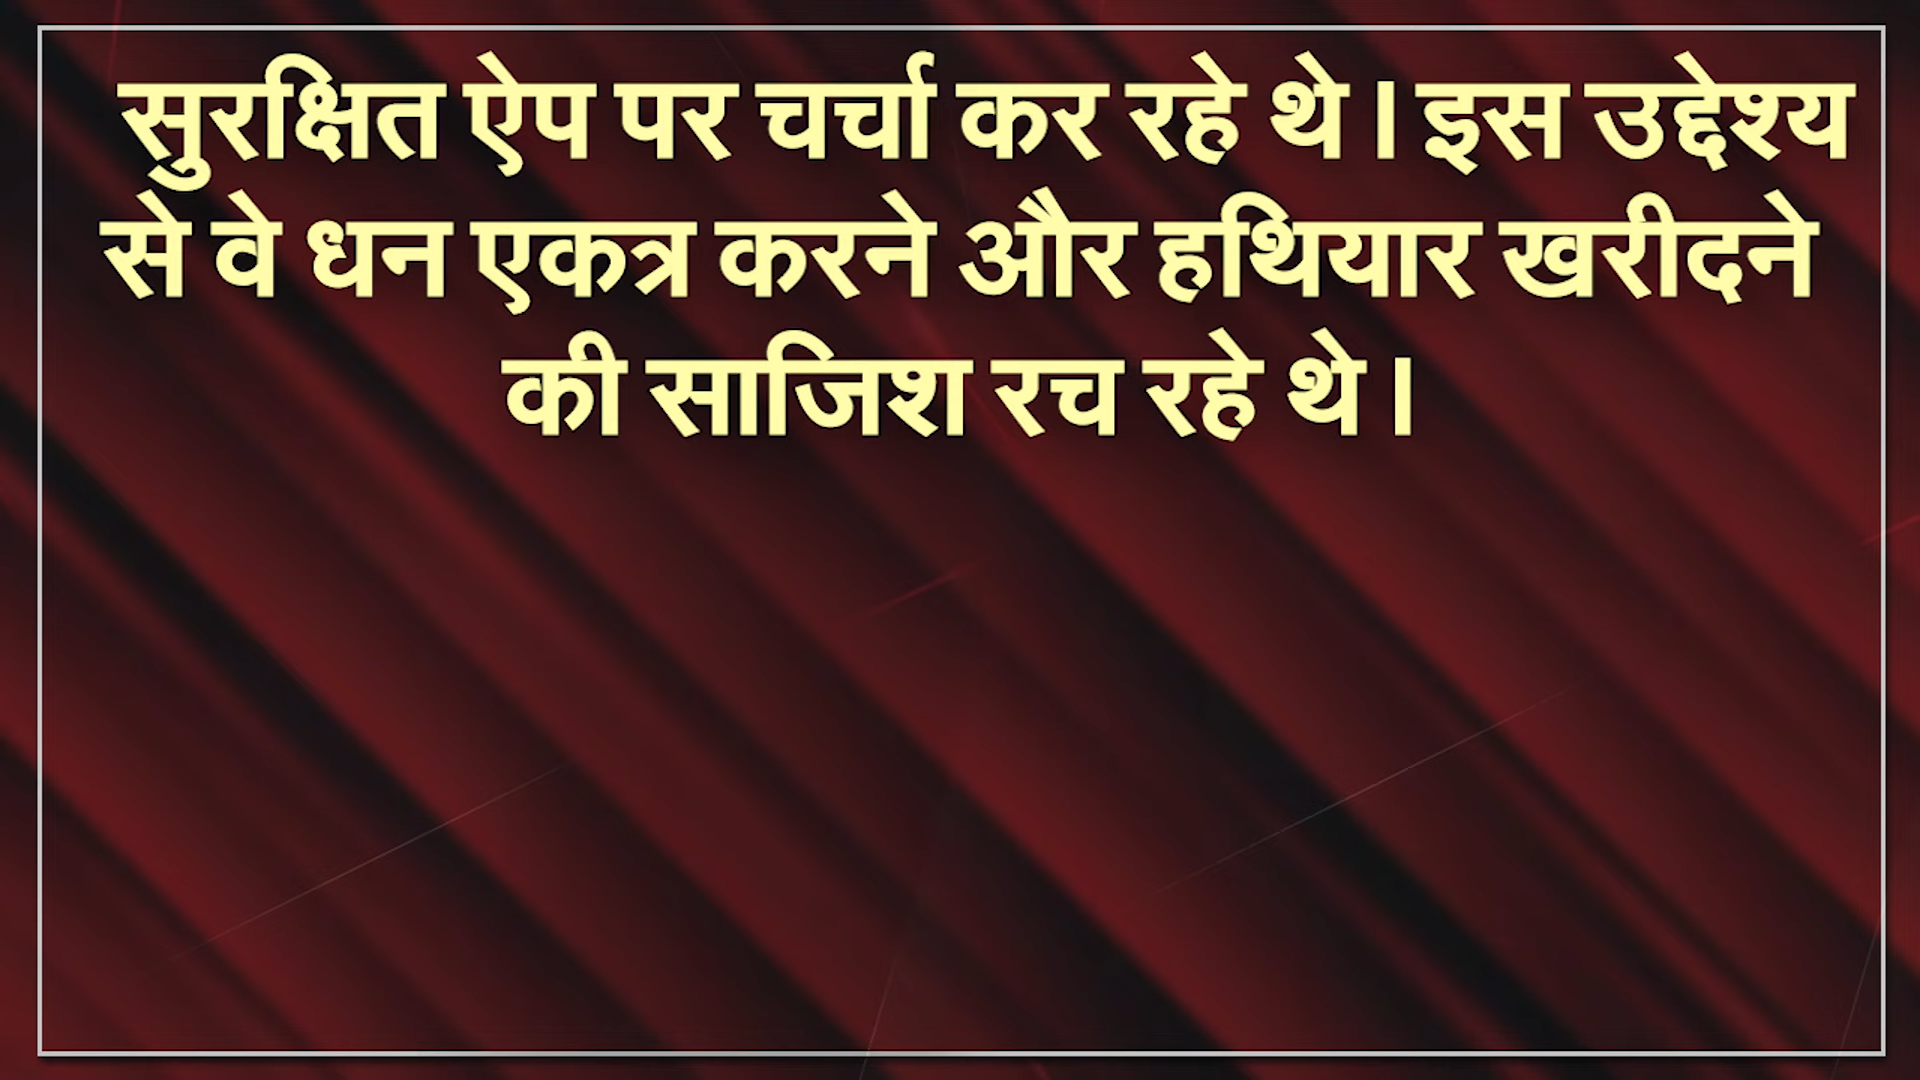 सुरक्षित ऐप पर चर्चा कर रहे थे । इस उद्देश्य
से वे धन एकत्र करने और हथियार खरीदने
की साजिश रच रहे थे ।